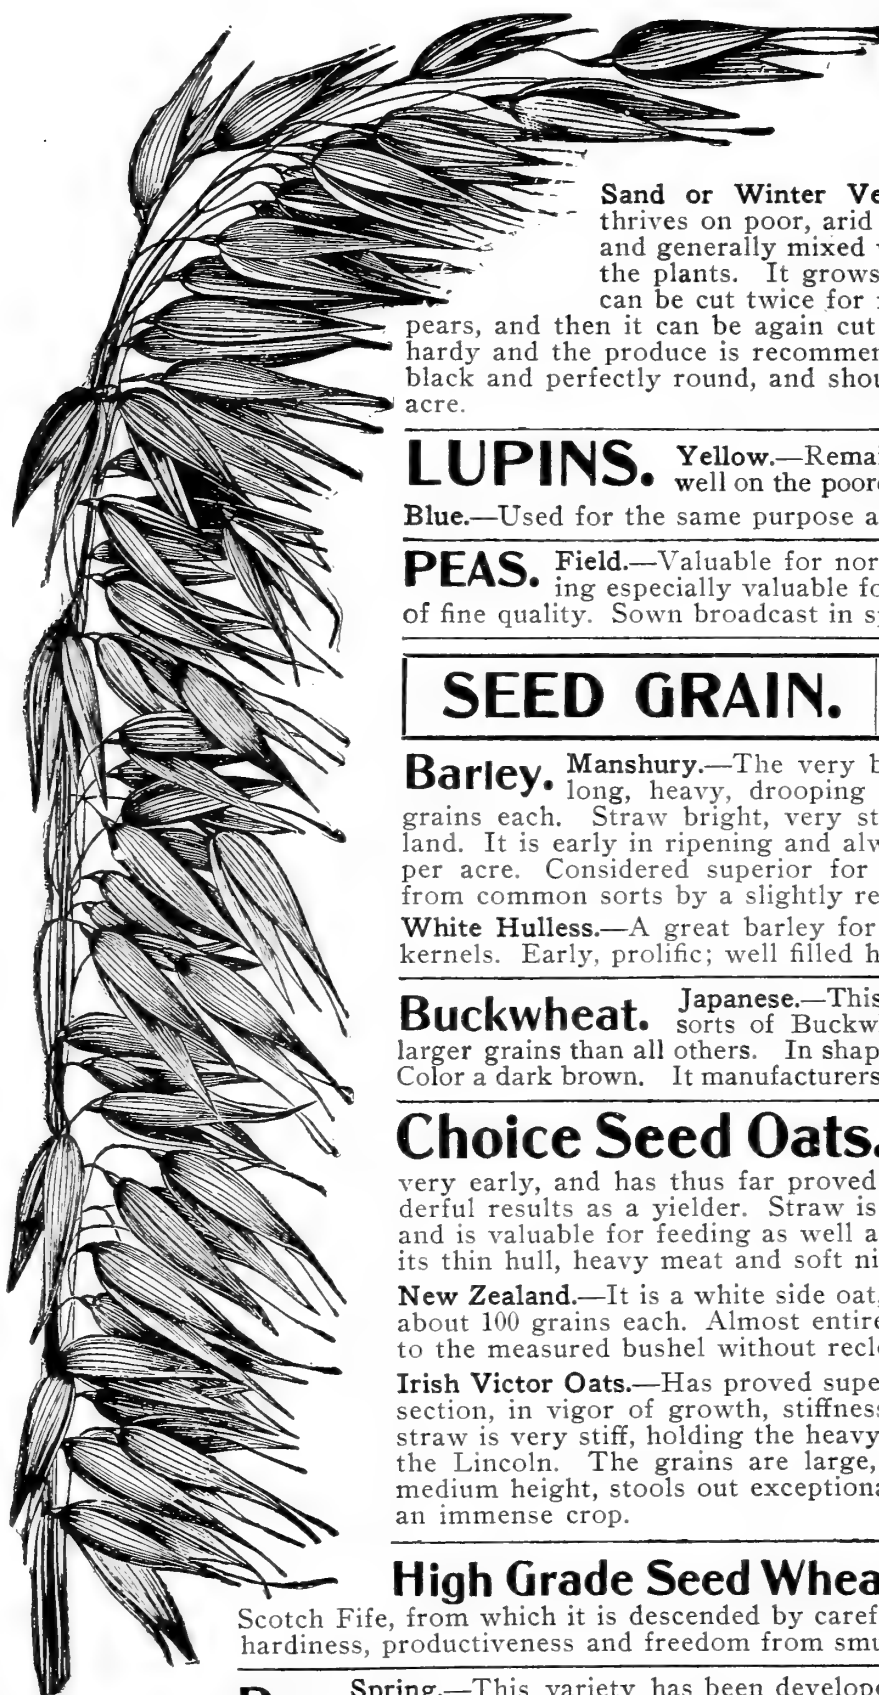 Sand or Winter Ve
thrives on poor, arid
and generally mixed
the plants. It grows
can be cut twice for
pears, and then it can be again cut
hardy and the produce is recommen
black and perfectly round, and shou
acre.
LUPINS. Yellow.—Remai
well on the poor
Blue.—Used for the same purpose a
PEAS. Field.—Valuable for nor
ing especially valuable fo
of fine quality. Sown broadcast in s
SEED GRAIN.
Barley. Manshury.—The very b
long, heavy, drooping
grains each. Straw bright, very st
land. It is early in ripening and alw
per acre. Considered superior for
from common sorts by a slightly re
White Hulless.—A great barley for
kernels. Early, prolific; well filled h
Buckwheat. Japanese.—This
sorts of Buckw
larger grains than all others. In shap
Color a dark brown. It manufacturers
Choice Seed Oats.
very early, and has thus far proved
derful results as a yielder. Straw is
and is valuable for feeding as well a
its thin hull, heavy meat and soft ni
New Zealand.—It is a white side oat,
about 100 grains each. Almost entire
to the measured bushel without recl
Irish Victor Oats.—Has proved supe
section, in vigor of growth, stiffness
straw is very stiff, holding the heavy
the Lincoln. The grains are large,
medium height, stools out exceptiona
an immense crop.
High Grade Seed Whea
Scotch Fife, from which it is descended by caref
hardiness, productiveness and freedom from smu
Spring.—This variety has been develope